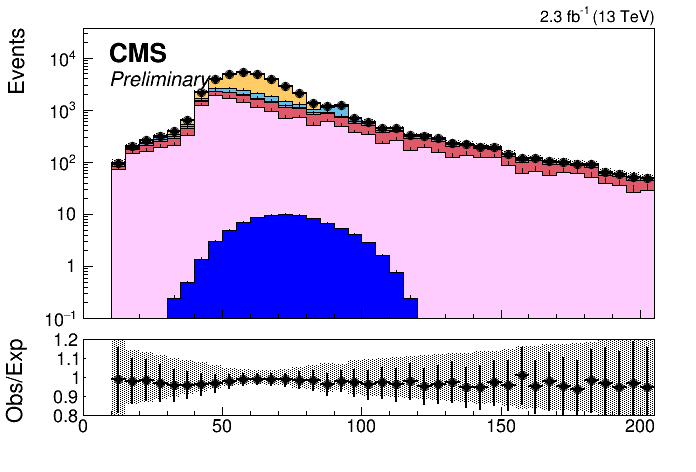 2.3 fb⁻¹ (13 TeV)
Events
CMS
Preliminary
10⁴
10³
10²
10
1
10⁻¹
Obs/Exp
1.2
1.1
1
0.9
0.8
0 50 100 150 200